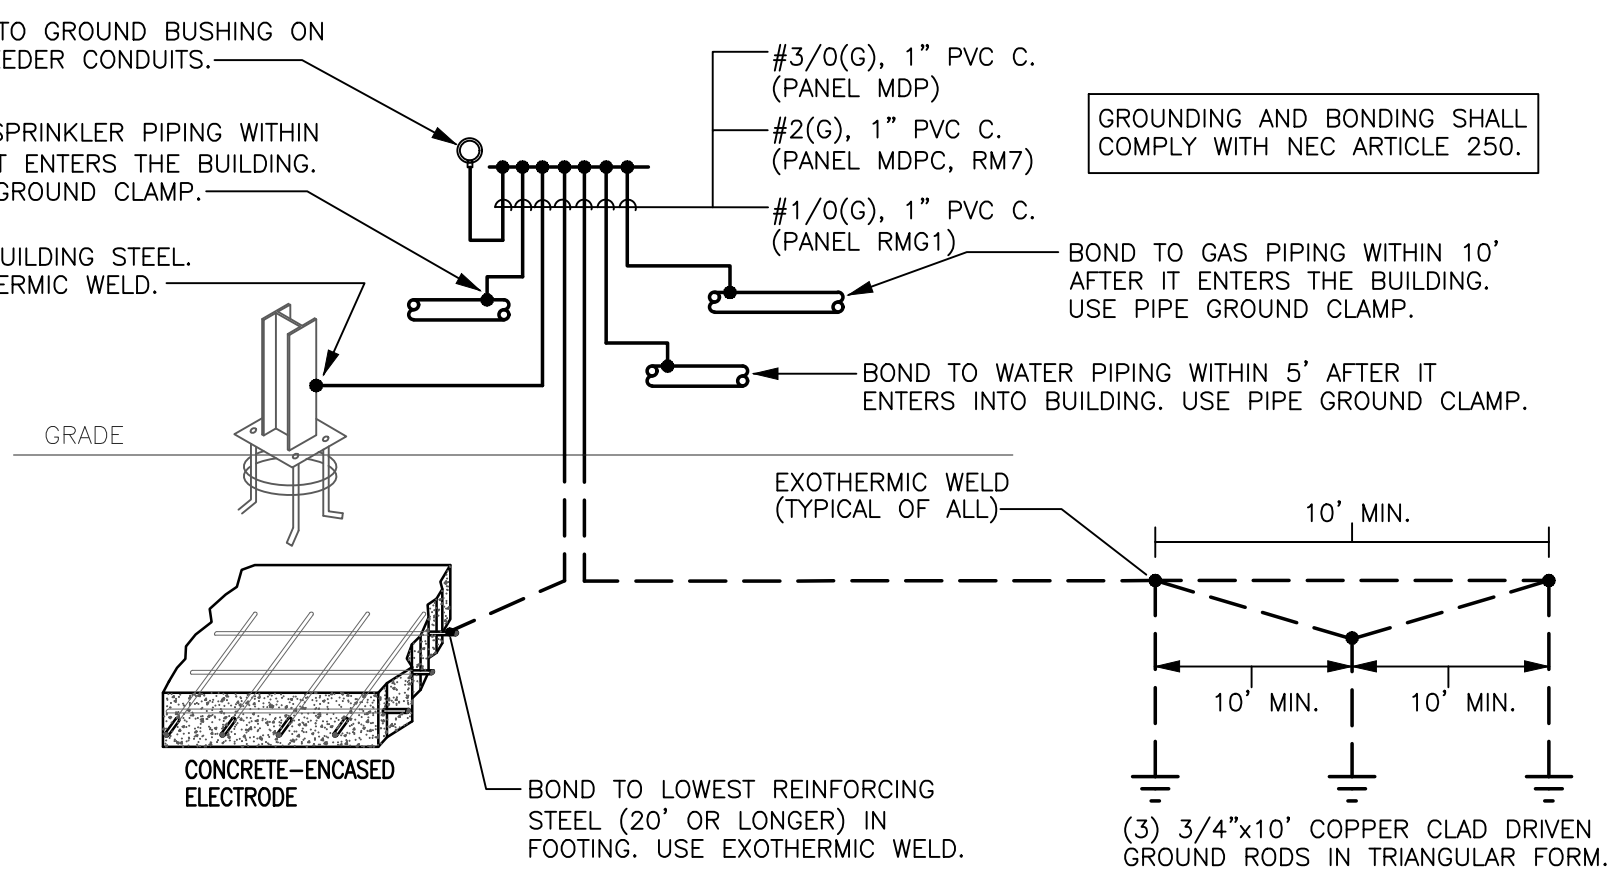 TO GROUND BUSHING ON
EEDER CONDUITS.
SPRINKLER PIPING WITHIN
T ENTERS THE BUILDING.
GROUND CLAMP.
UILDING STEEL.
ERMIC WELD.
#3/0(G), 1” PVC C.
(PANEL MDP)
#2(G), 1” PVC C.
(PANEL MDPC, RM7)
#1/0(G), 1” PVC C.
(PANEL RMG1)
GROUNDING AND BONDING SHALL
COMPLY WITH NEC ARTICLE 250.
BOND TO GAS PIPING WITHIN 10’
AFTER IT ENTERS THE BUILDING.
USE PIPE GROUND CLAMP.
BOND TO WATER PIPING WITHIN 5’ AFTER IT
ENTERS INTO BUILDING. USE PIPE GROUND CLAMP.
GRADE
EXOTHERMIC WELD
(TYPICAL OF ALL)
10’ MIN.
10’ MIN.
10’ MIN.
CONCRETE-ENCASED
ELECTRODE
BOND TO LOWEST REINFORCING
STEEL (20’ OR LONGER) IN
FOOTING. USE EXOTHERMIC WELD.
(3) 3/4”x10’ COPPER CLAD DRIVEN
GROUND RODS IN TRIANGULAR FORM.